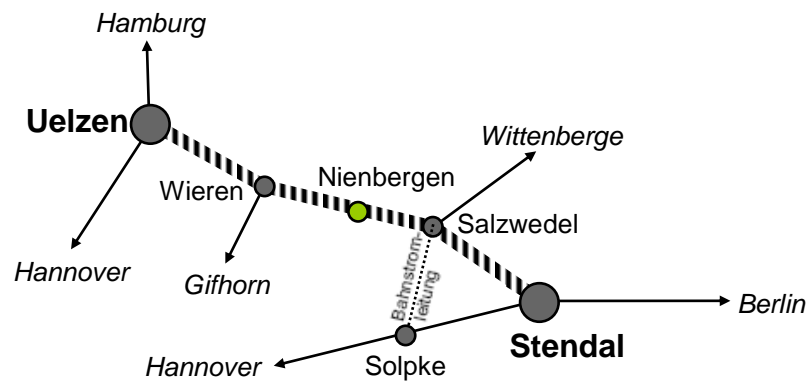 Hamburg
Uelzen
Wittenberge
Wieren
Nienbergen
Salzwedel
Hannover
Gifhorn
Bahnstrom-
leitung
Berlin
Stendal
Hannover
Solpke